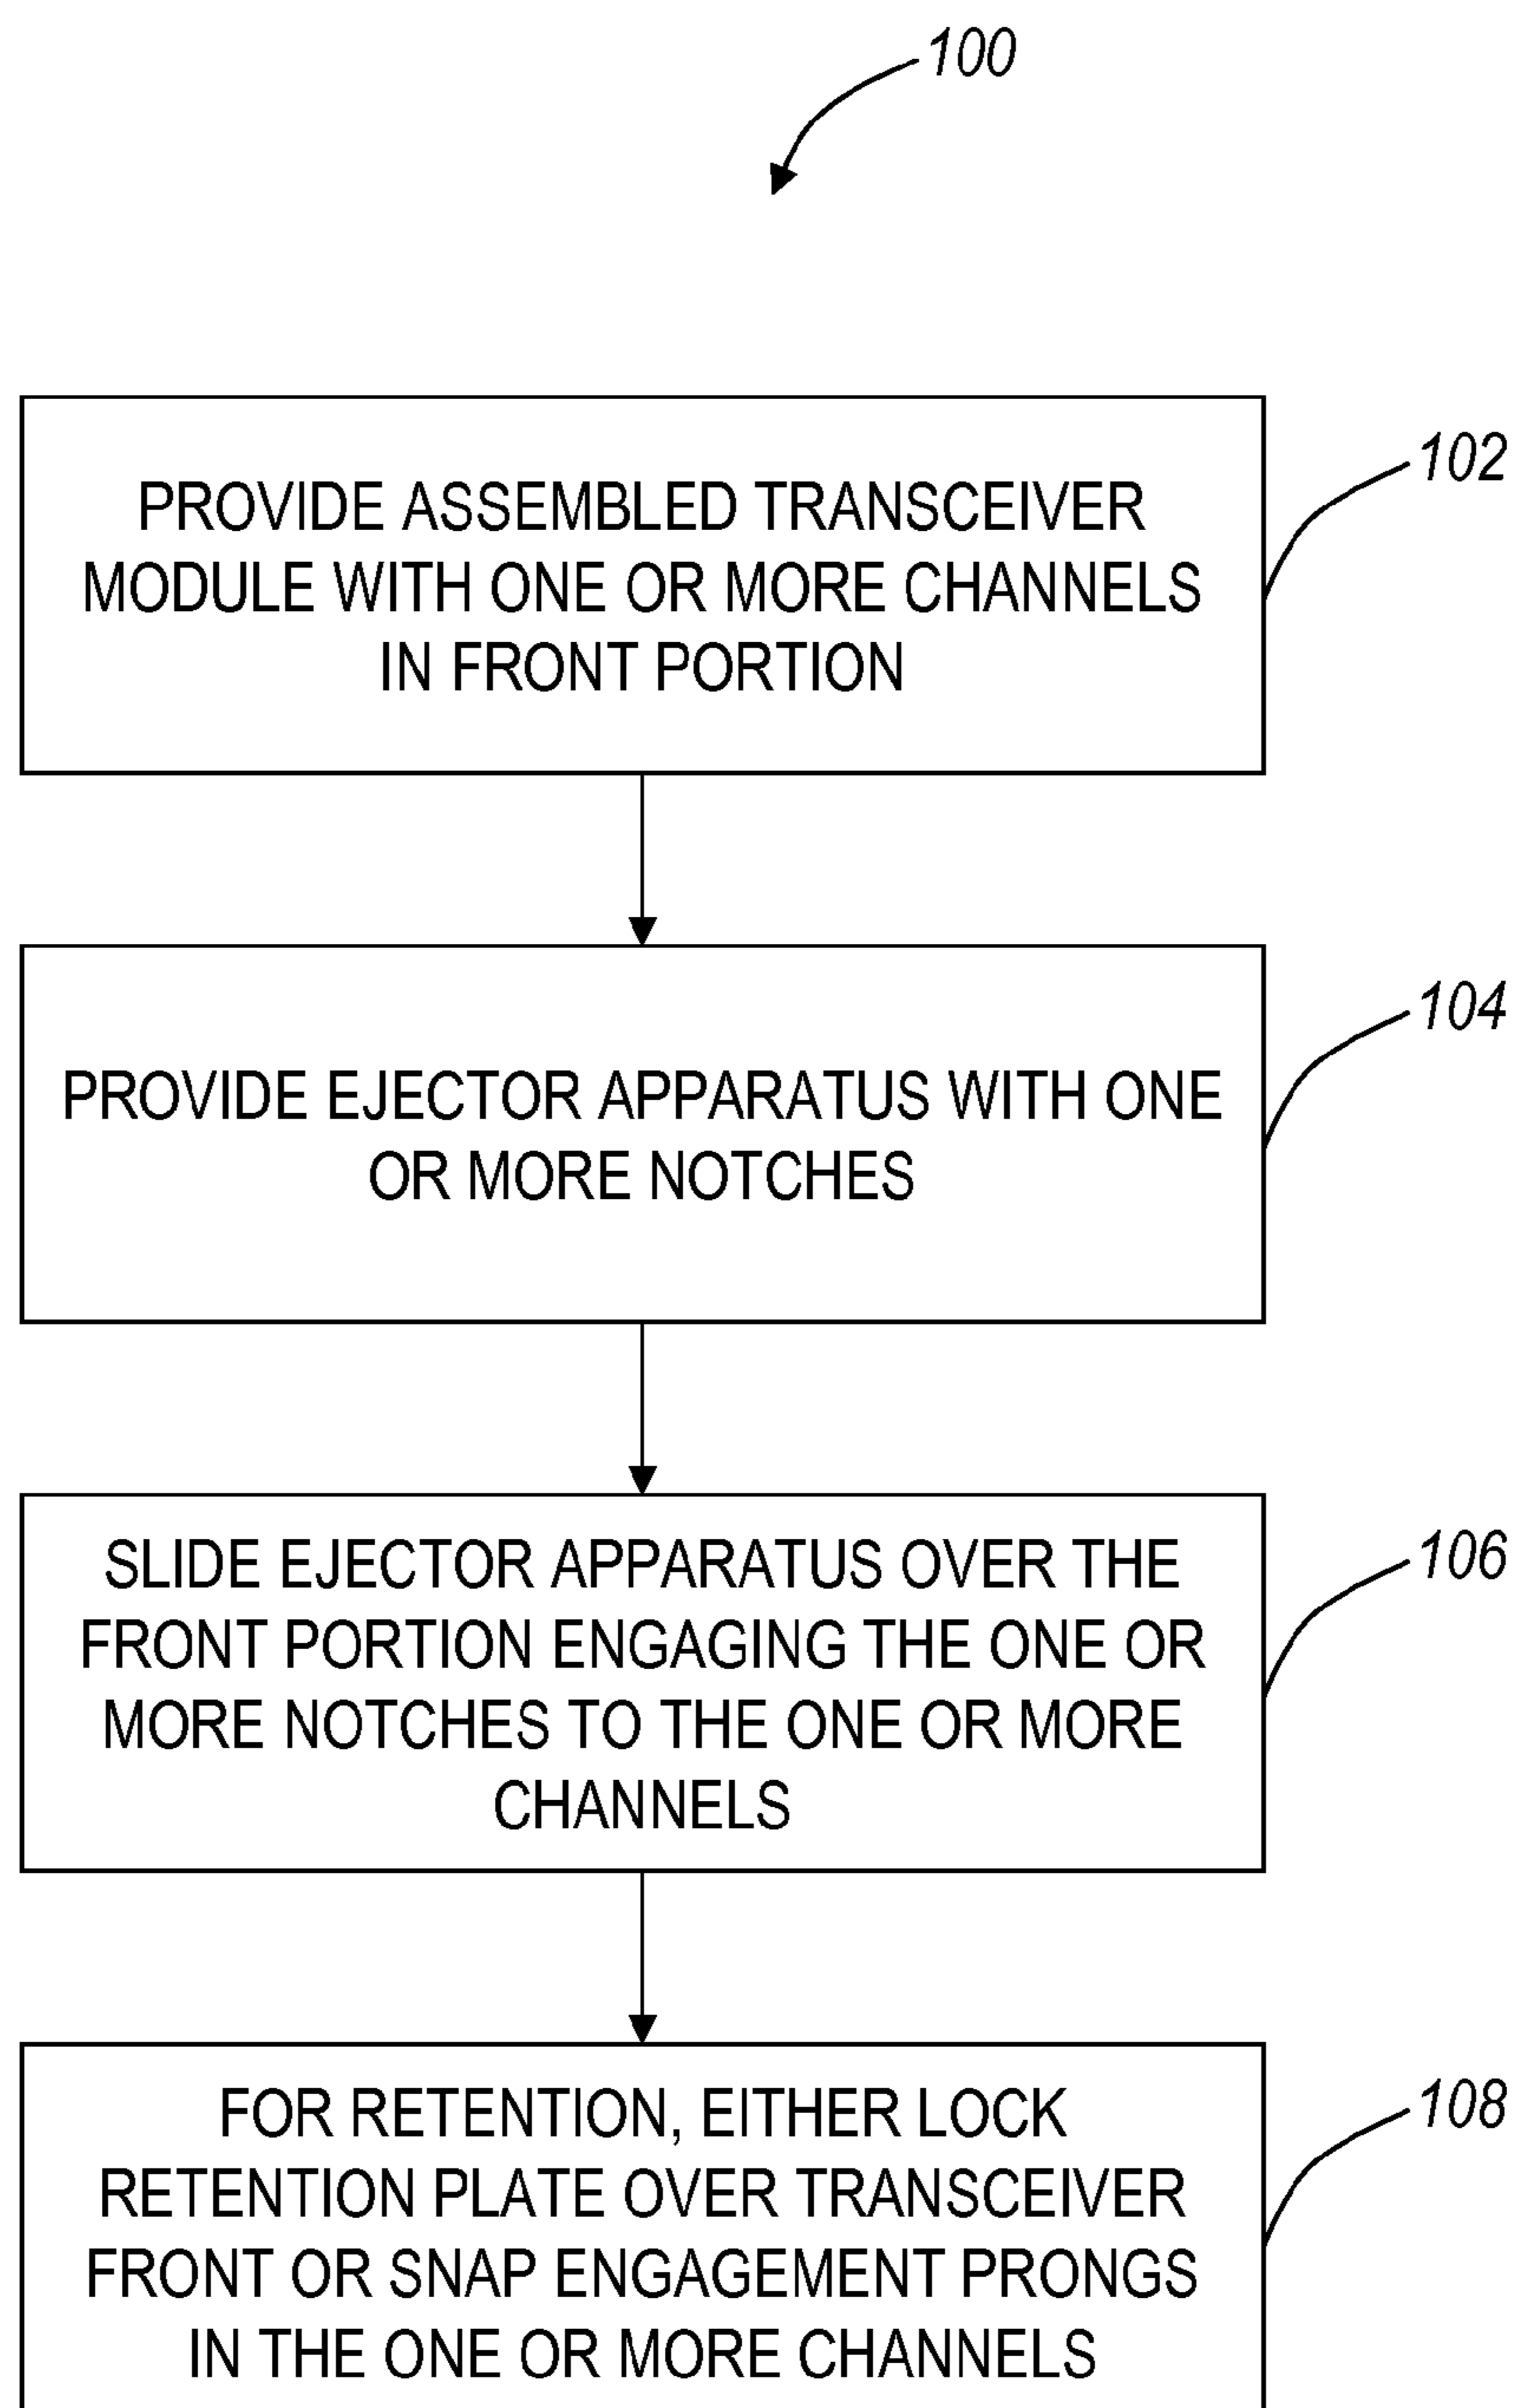 100
102
PROVIDE ASSEMBLED TRANSCEIVER
MODULE WITH ONE OR MORE CHANNELS
IN FRONT PORTION
104
PROVIDE EJECTOR APPARATUS WITH ONE
OR MORE NOTCHES
106
SLIDE EJECTOR APPARATUS OVER THE
FRONT PORTION ENGAGING THE ONE OR
MORE NOTCHES TO THE ONE OR MORE
CHANNELS
108
FOR RETENTION, EITHER LOCK
RETENTION PLATE OVER TRANSCEIVER
FRONT OR SNAP ENGAGEMENT PRONGS
IN THE ONE OR MORE CHANNELS